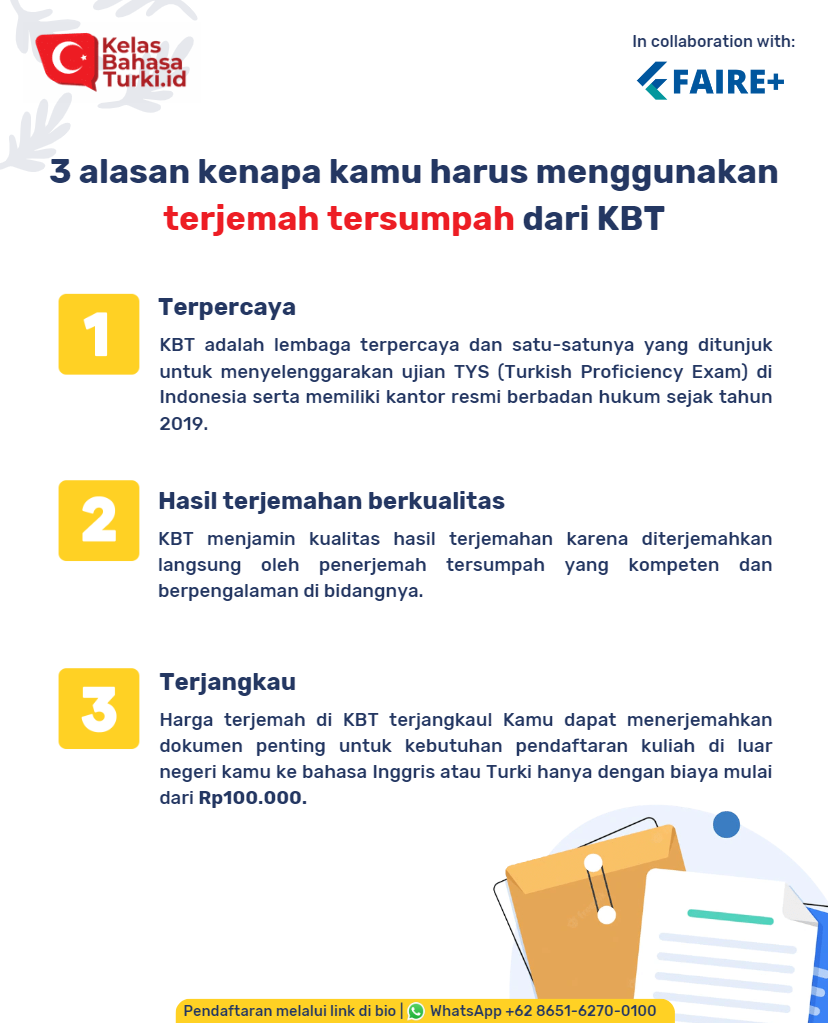 Kelas
Bahasa
Turki.id
In collaboration with:
FAIRE+
3 alasan kenapa kamu harus menggunakan
terjemah tersumpah dari KBT
1
Terpercaya
KBT adalah lembaga terpercaya dan satu-satunya yang ditunjuk
untuk menyelenggarakan ujian TYS (Turkish Proficiency Exam) di
Indonesia serta memiliki kantor resmi berbadan hukum sejak tahun
2019.
2
Hasil terjemahan berkualitas
KBT menjamin kualitas hasil terjemahan karena diterjemahkan
langsung oleh penerjemah tersumpah yang kompeten dan
berpengalaman di bidangnya.
3
Terjangkau
Harga terjemah di KBT terjangkau! Kamu dapat menerjemahkan
dokumen penting untuk kebutuhan pendaftaran kuliah di luar
negeri kamu ke bahasa Inggris atau Turki hanya dengan biaya mulai
dari Rp100.000.
Pendaftaran melalui link di bio | WhatsApp +62 8651-6270-0100